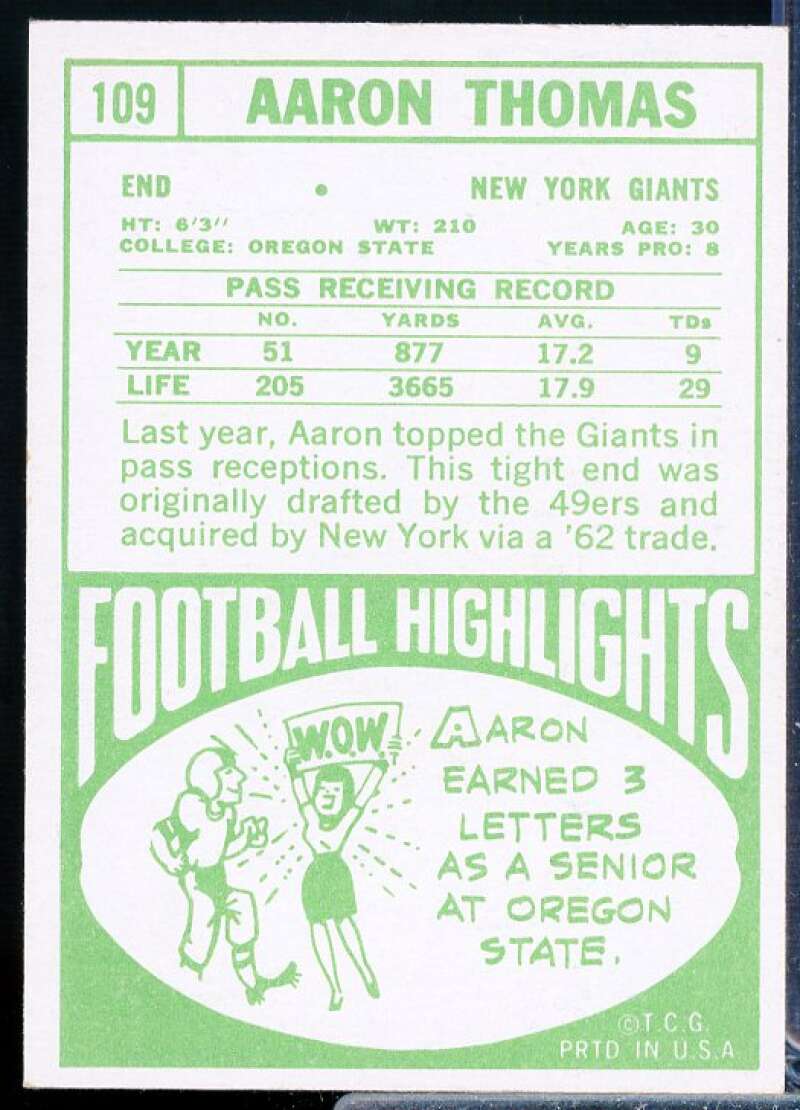 109 AARON THOMAS
END • NEW YORK GIANTS
HT: 6'3" WT: 210 AGE: 30
COLLEGE: OREGON STATE YEARS PRO: 8
PASS RECEIVING RECORD
NO. YARDS AVG. TDs
YEAR 51 877 17.2 9
LIFE 205 3665 17.9 29
Last year, Aaron topped the Giants in
pass receptions. This tight end was
originally drafted by the 49ers and
acquired by New York via a '62 trade.
FOOTBALL HIGHLIGHTS
W.O.W
AARON
EARNED 3
LETTERS
AS A SENIOR
AT OREGON
STATE.
©T.C.G.
PRTD IN U.S.A